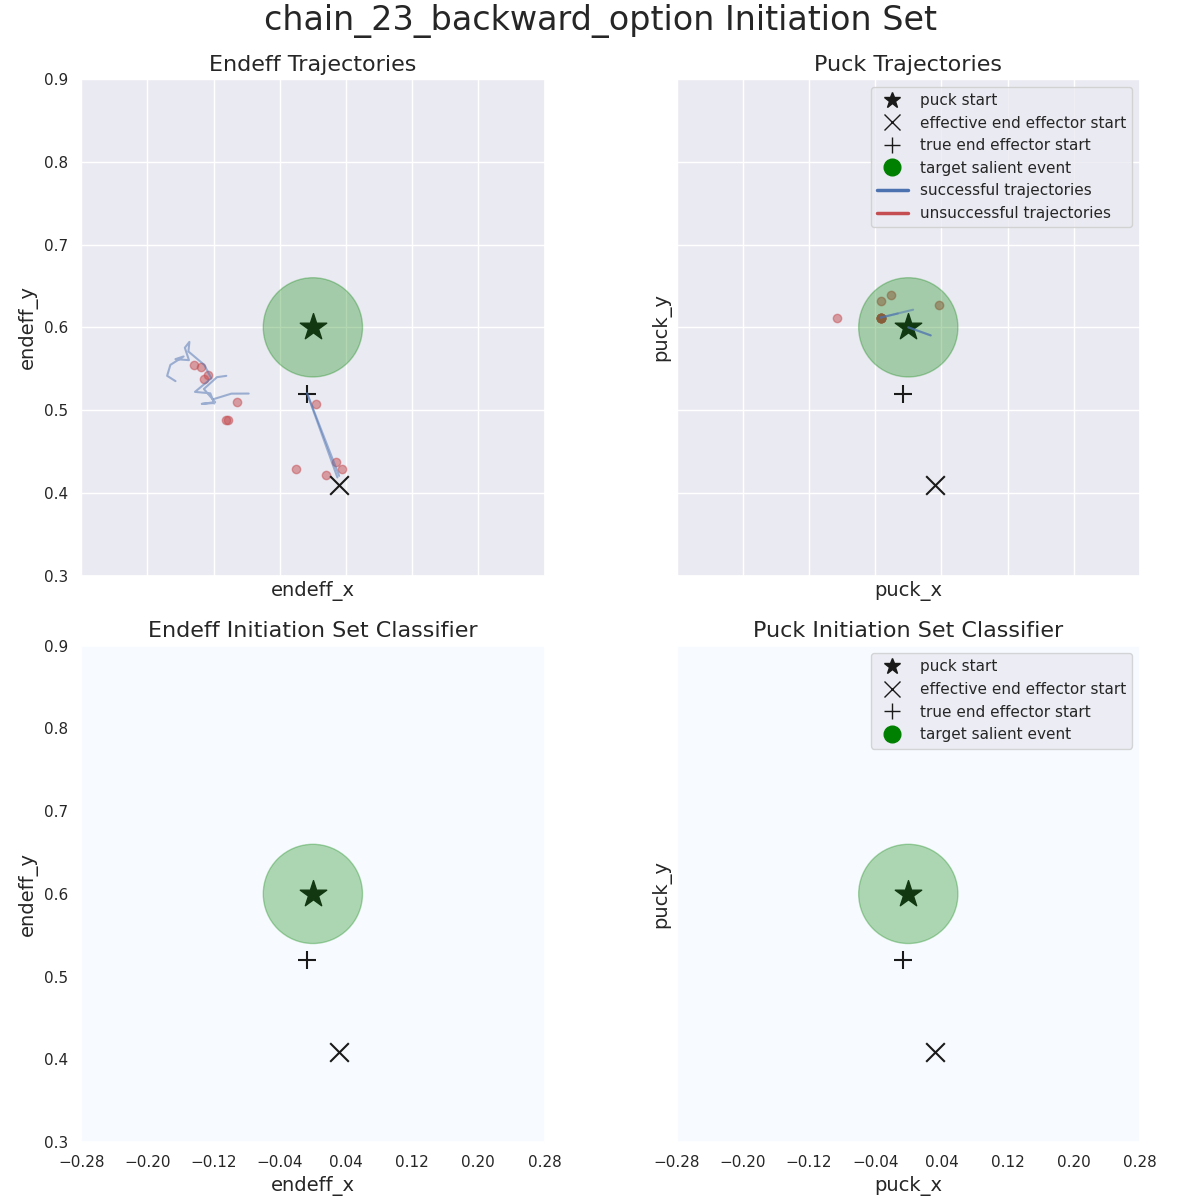 chain_23_backward_option Initiation Set
Endeff Trajectories
endeff_y
0.9
0.8
0.7
0.6
0.5
0.4
0.3
endeff_x
Puck Trajectories
puck_y
puck start
effective end effector start
true end effector start
target salient event
successful trajectories
unsuccessful trajectories
puck_x
Endeff Initiation Set Classifier
endeff_y
0.9
0.8
0.7
0.6
0.5
0.4
0.3
−0.28 −0.20 −0.12 −0.04 0.04 0.12 0.20 0.28
endeff_x
Puck Initiation Set Classifier
puck_y
puck start
effective end effector start
true end effector start
target salient event
−0.28 −0.20 −0.12 −0.04 0.04 0.12 0.20 0.28
puck_x